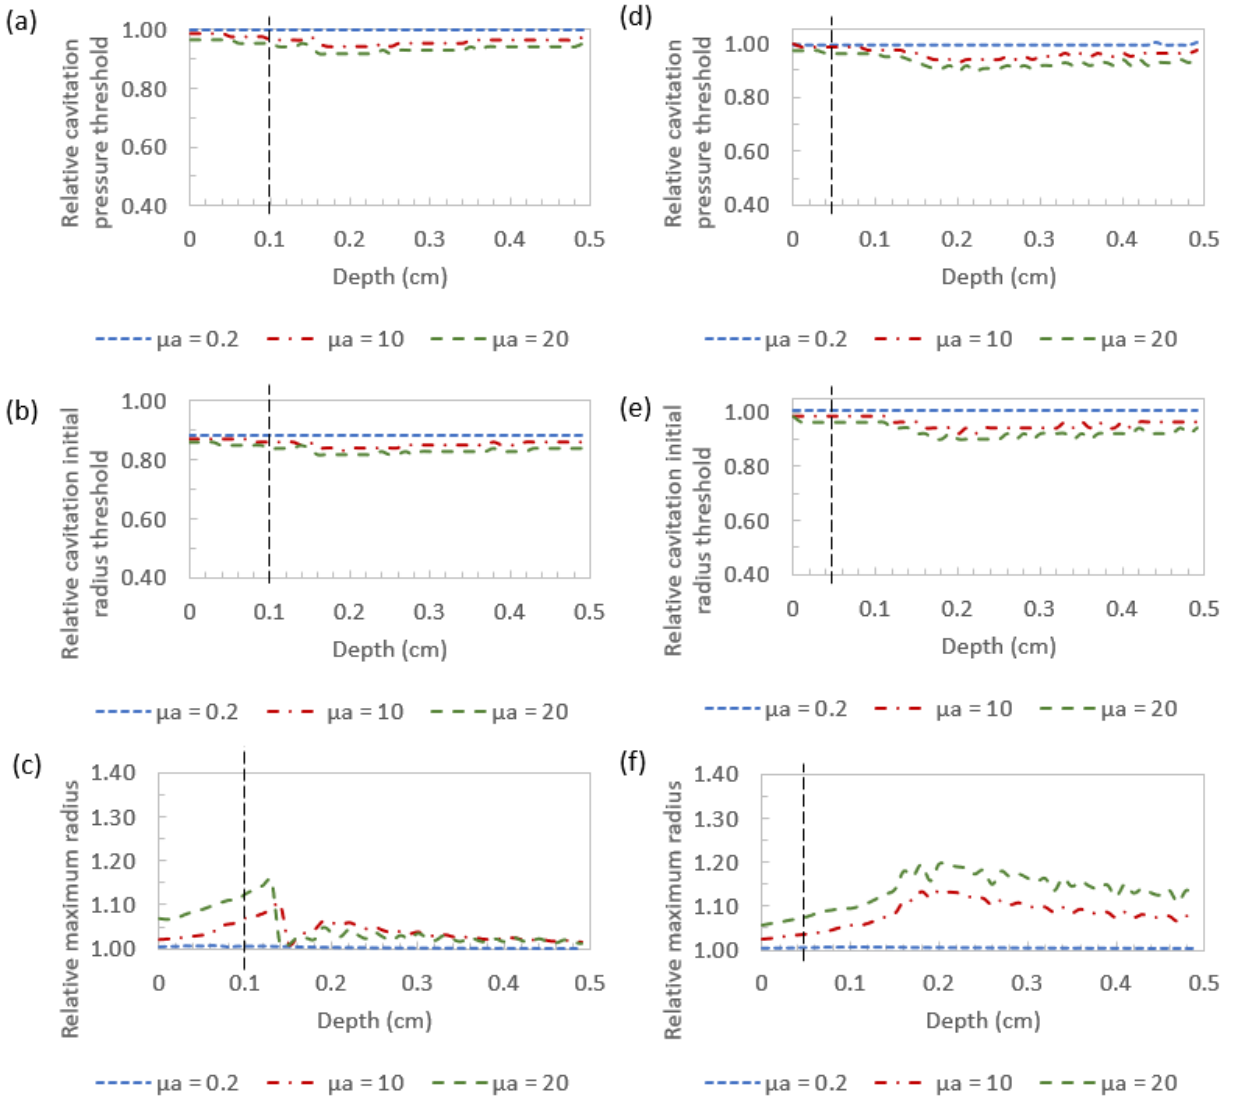 (a)
Relative cavitation
pressure threshold
1.00
0.80
0.60
0.40
0 0.1 0.2 0.3 0.4 0.5
Depth (cm)
μa = 0.2 μa = 10 μa = 20
(d)
Relative cavitation
pressure threshold
1.00
0.80
0.60
0.40
0 0.1 0.2 0.3 0.4 0.5
Depth (cm)
μa = 0.2 μa = 10 μa = 20
(b)
Relative cavitation initial
radius threshold
1.00
0.80
0.60
0.40
0 0.1 0.2 0.3 0.4 0.5
Depth (cm)
μa = 0.2 μa = 10 μa = 20
(e)
Relative cavitation initial
radius threshold
1.00
0.80
0.60
0.40
0 0.1 0.2 0.3 0.4 0.5
Depth (cm)
μa = 0.2 μa = 10 μa = 20
(c)
Relative maximum radius
1.40
1.30
1.20
1.10
1.00
0 0.1 0.2 0.3 0.4 0.5
Depth (cm)
μa = 0.2 μa = 10 μa = 20
(f)
Relative maximum radius
1.40
1.30
1.20
1.10
1.00
0 0.1 0.2 0.3 0.4 0.5
Depth (cm)
μa = 0.2 μa = 10 μa = 20